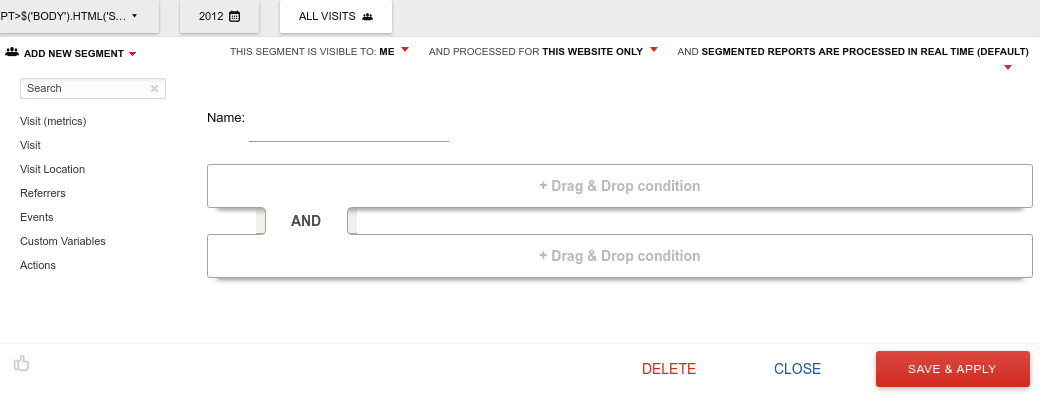 PT>$('BODY').HTML('S...
2012
ALL VISITS
ADD NEW SEGMENT
THIS SEGMENT IS VISIBLE TO: ME
AND PROCESSED FOR THIS WEBSITE ONLY
AND SEGMENTED REPORTS ARE PROCESSED IN REAL TIME (DEFAULT)
Search
Visit (metrics)
Visit
Visit Location
Referrers
Events
Custom Variables
Actions
Name:
+ Drag & Drop condition
AND
+ Drag & Drop condition
DELETE
CLOSE
SAVE & APPLY